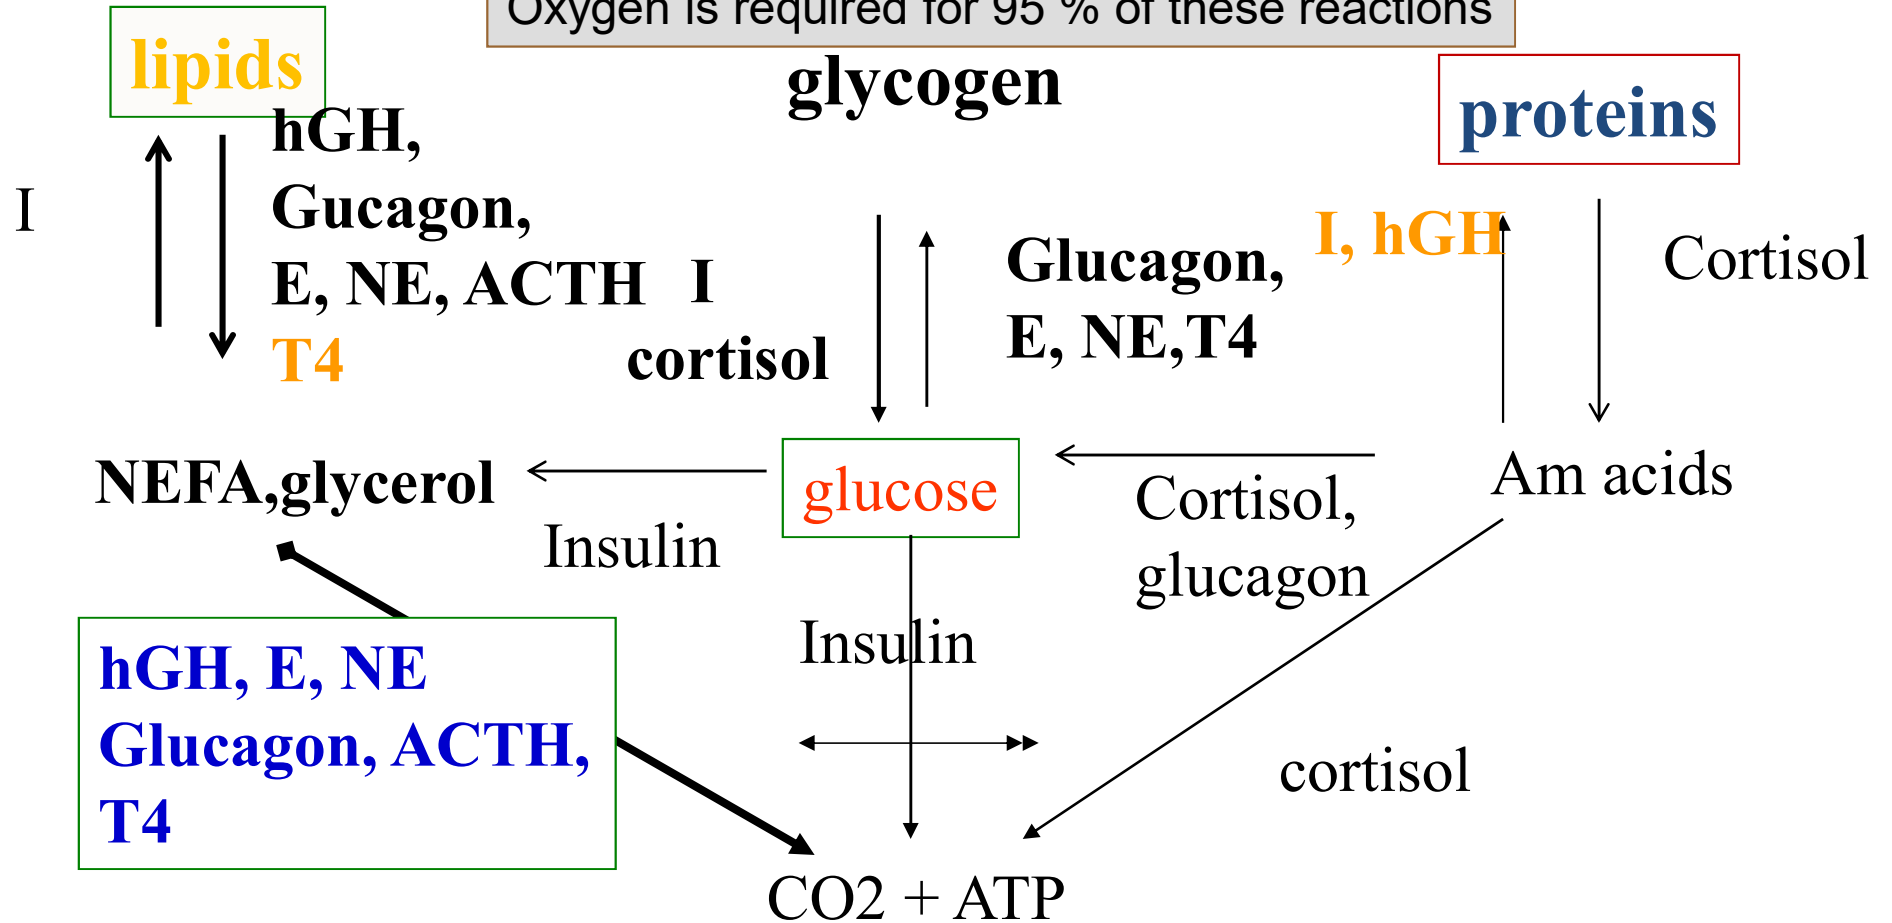 Oxygen is required for 95 % of these reactions
lipids
glycogen
proteins
hGH,
Gucagon,
E, NE, ACTH
T4
I
I
cortisol
Glucagon,
E, NE,T4
I, hGH
Cortisol
NEFA,glycerol
Insulin
glucose
Cortisol,
glucagon
Am acids
Insulin
hGH, E, NE
Glucagon, ACTH,
T4
cortisol
CO2 + ATP